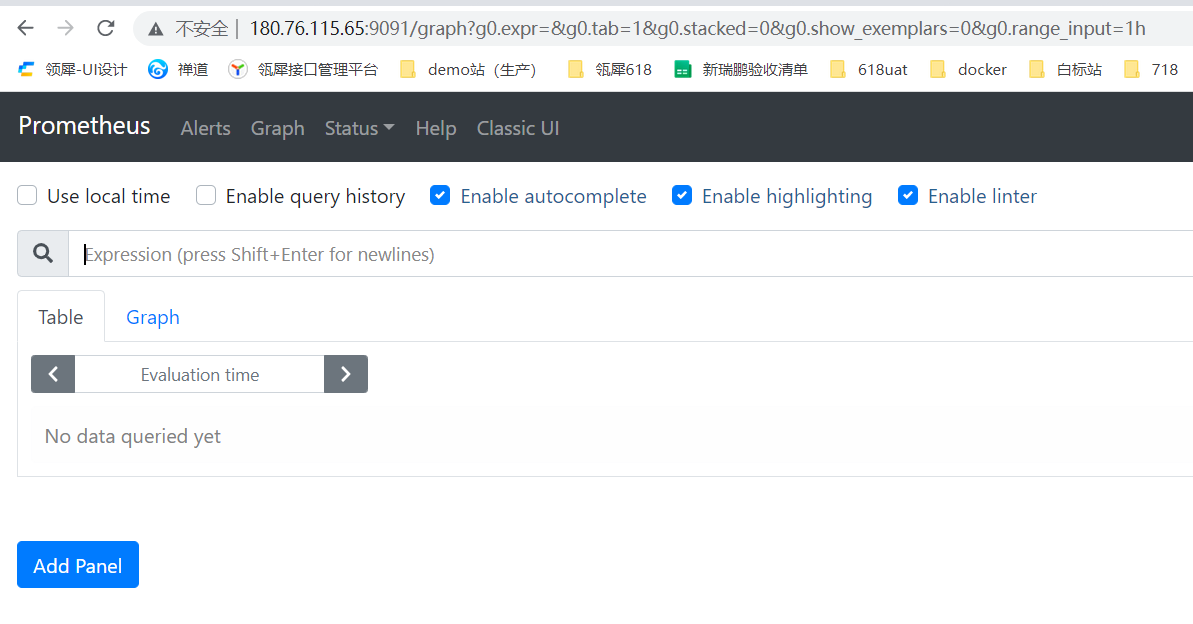 不安全 | 180.76.115.65:9091/graph?g0.expr=&g0.tab=1&g0.stacked=0&g0.show_exemplars=0&g0.range_input=1h
领犀-UI设计 禅道 瓴犀接口管理平台 demo站（生产） 瓴犀618 新瑞鹏验收清单 618uat docker 白标站 718
Prometheus Alerts Graph Status Help Classic UI
Use local time Enable query history Enable autocomplete Enable highlighting Enable linter
Expression (press Shift+Enter for newlines)
Table Graph
Evaluation time
No data queried yet
Add Panel